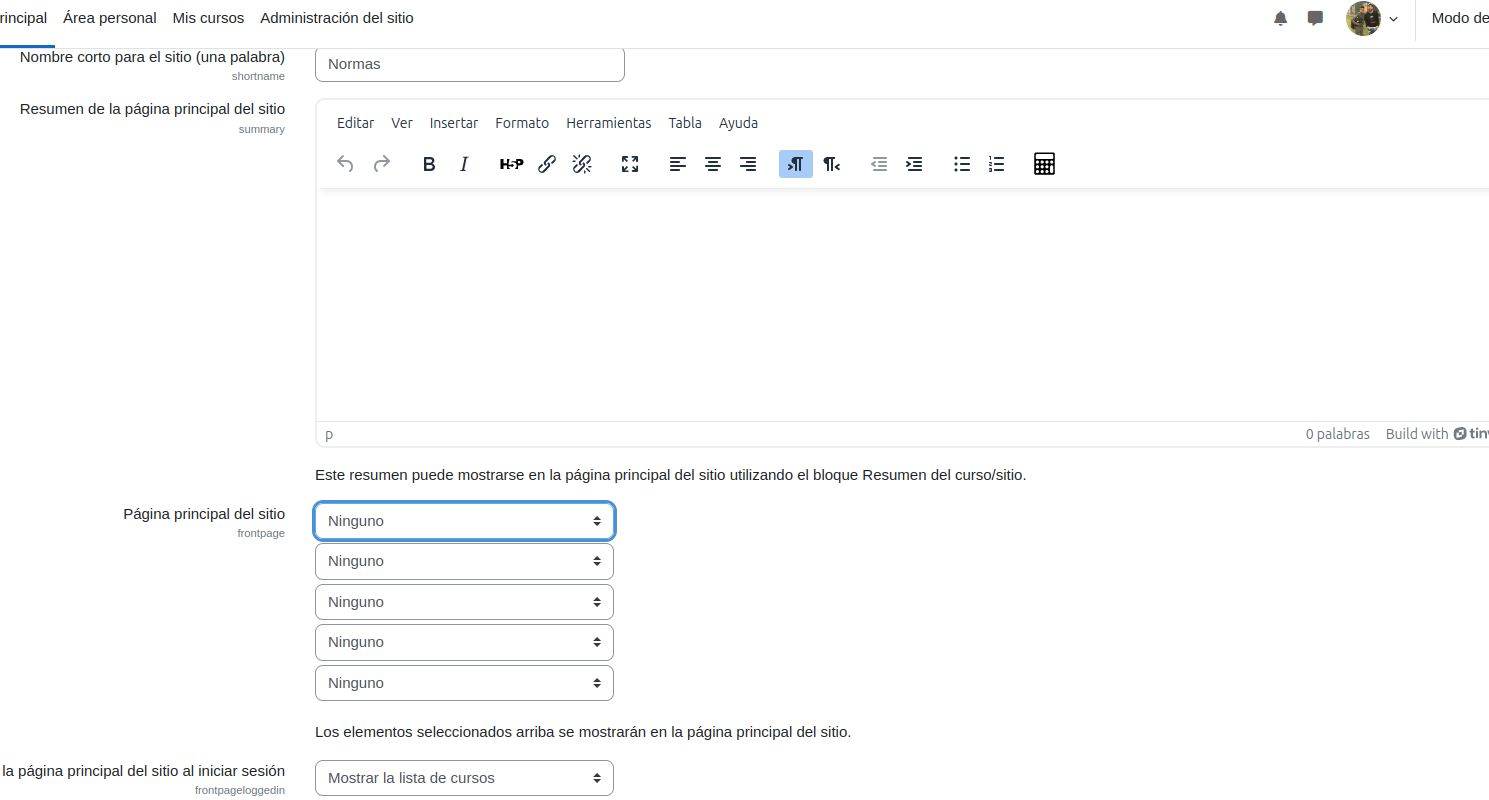 rincipal Área personal Mis cursos Administración del sitio Modo de
Nombre corto para el sitio (una palabra)
shortname
Normas
Resumen de la página principal del sitio
summary
Editar Ver Insertar Formato Herramientas Tabla Ayuda
B I H5P
p
0 palabras Build with tiny
Este resumen puede mostrarse en la página principal del sitio utilizando el bloque Resumen del curso/sitio.
Página principal del sitio
frontpage
Ninguno
Ninguno
Ninguno
Ninguno
Ninguno
Los elementos seleccionados arriba se mostrarán en la página principal del sitio.
la página principal del sitio al iniciar sesión
frontpageloggedin
Mostrar la lista de cursos